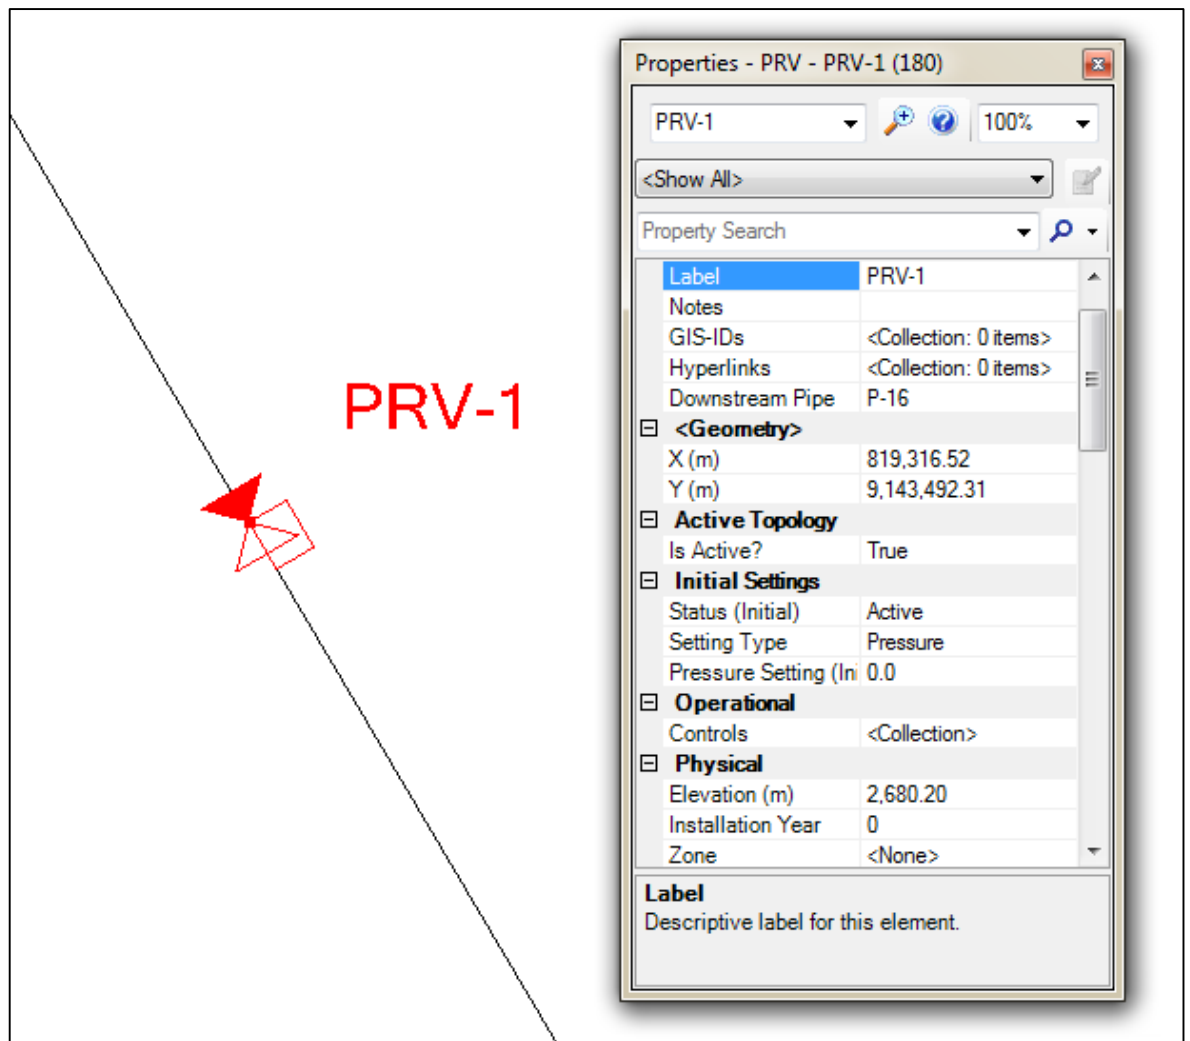 PRV-1
Properties - PRV - PRV-1 (180)
PRV-1 100%
<Show All>
Property Search
Label PRV-1
Notes
GIS-IDs <Collection: 0 items>
Hyperlinks <Collection: 0 items>
Downstream Pipe P-16
<Geometry>
X (m) 819,316.52
Y (m) 9,143,492.31
Active Topology
Is Active? True
Initial Settings
Status (Initial) Active
Setting Type Pressure
Pressure Setting (Ini 0.0
Operational
Controls <Collection>
Physical
Elevation (m) 2,680.20
Installation Year 0
Zone <None>
Label
Descriptive label for this element.